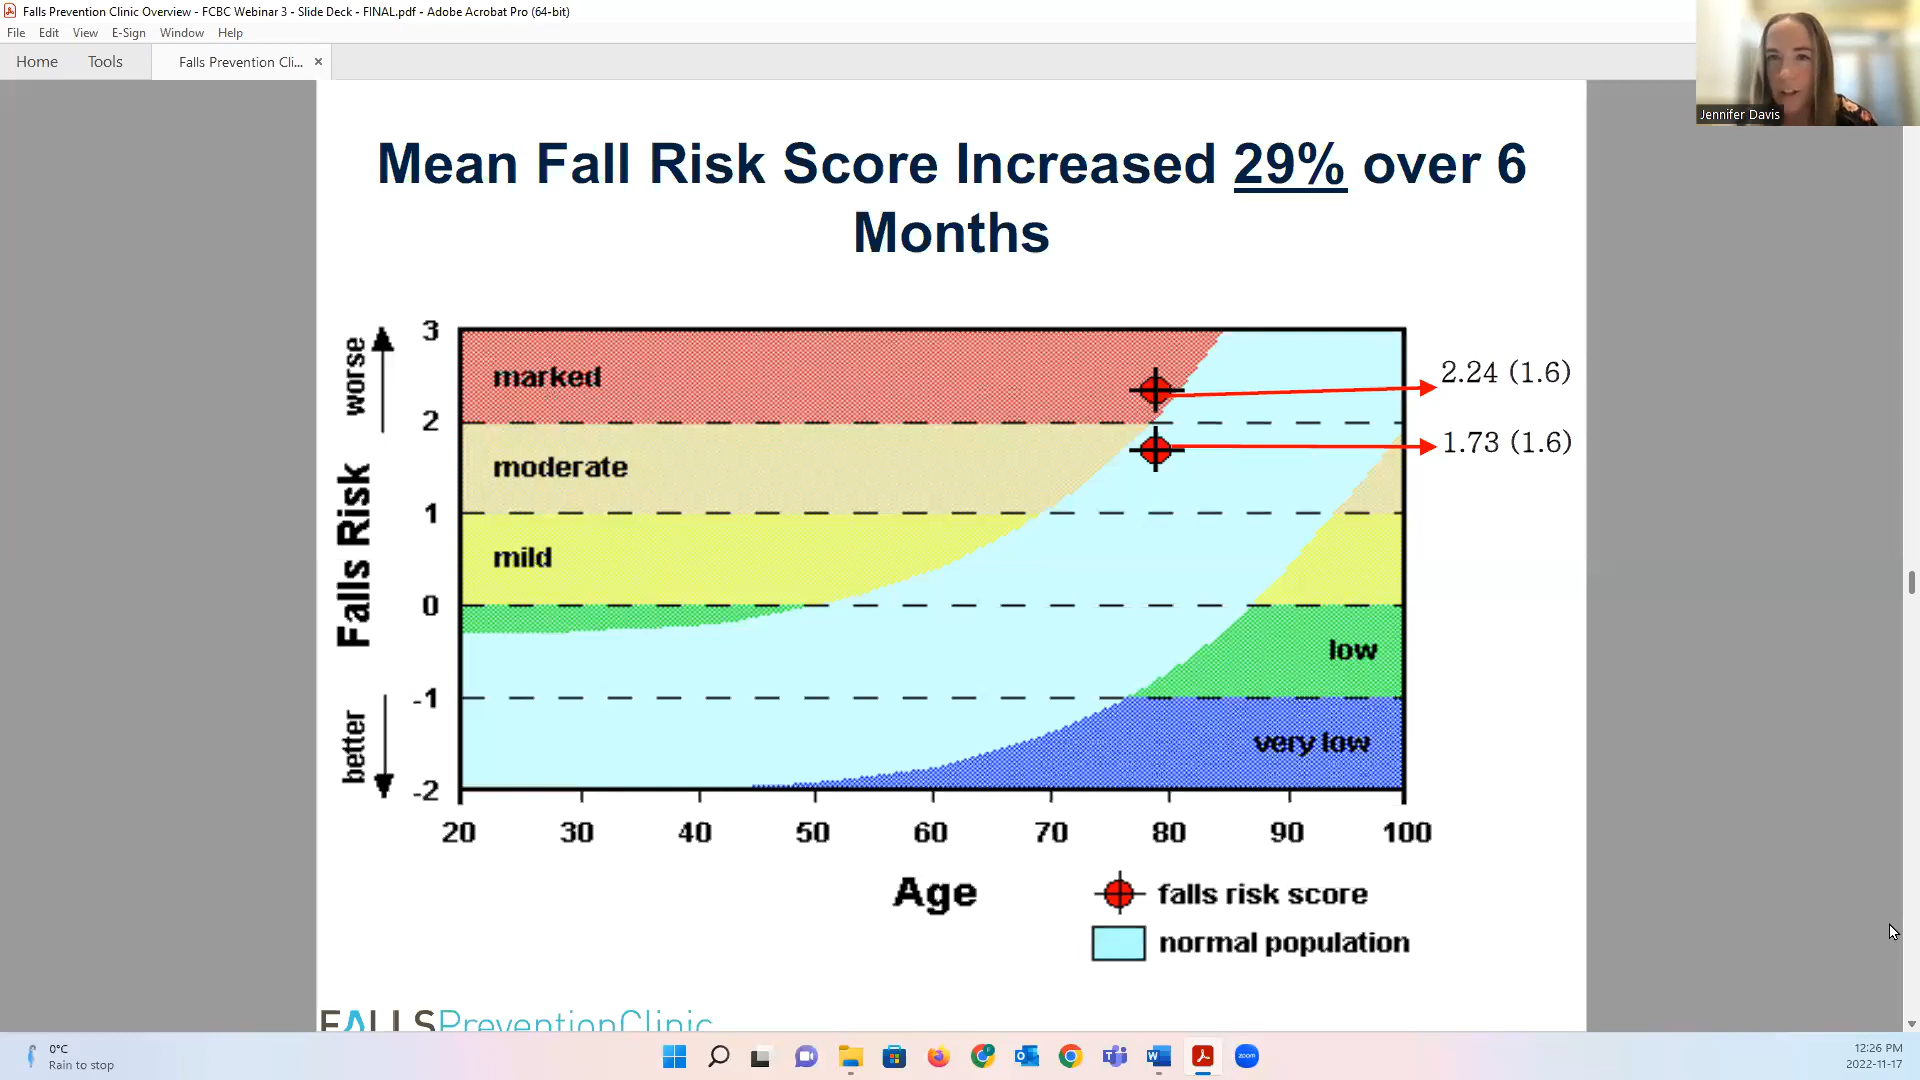 Falls Prevention Clinic Overview - FCBC Webinar 3 - Slide Deck - FINAL.pdf - Adobe Acrobat Pro (64-bit)
File Edit View E-Sign Window Help
Home Tools Falls Prevention Cli... ×
Jennifer Davis
Mean Fall Risk Score Increased 29% over 6
Months
worse
Falls Risk
better
3
2
1
0
-1
-2
marked
moderate
mild
low
very low
2.24 (1.6)
1.73 (1.6)
20 30 40 50 60 70 80 90 100
Age
falls risk score
normal population
FALLSPreventionClinic
0°C
Rain to stop
zoom
12:26 PM
2022-11-17